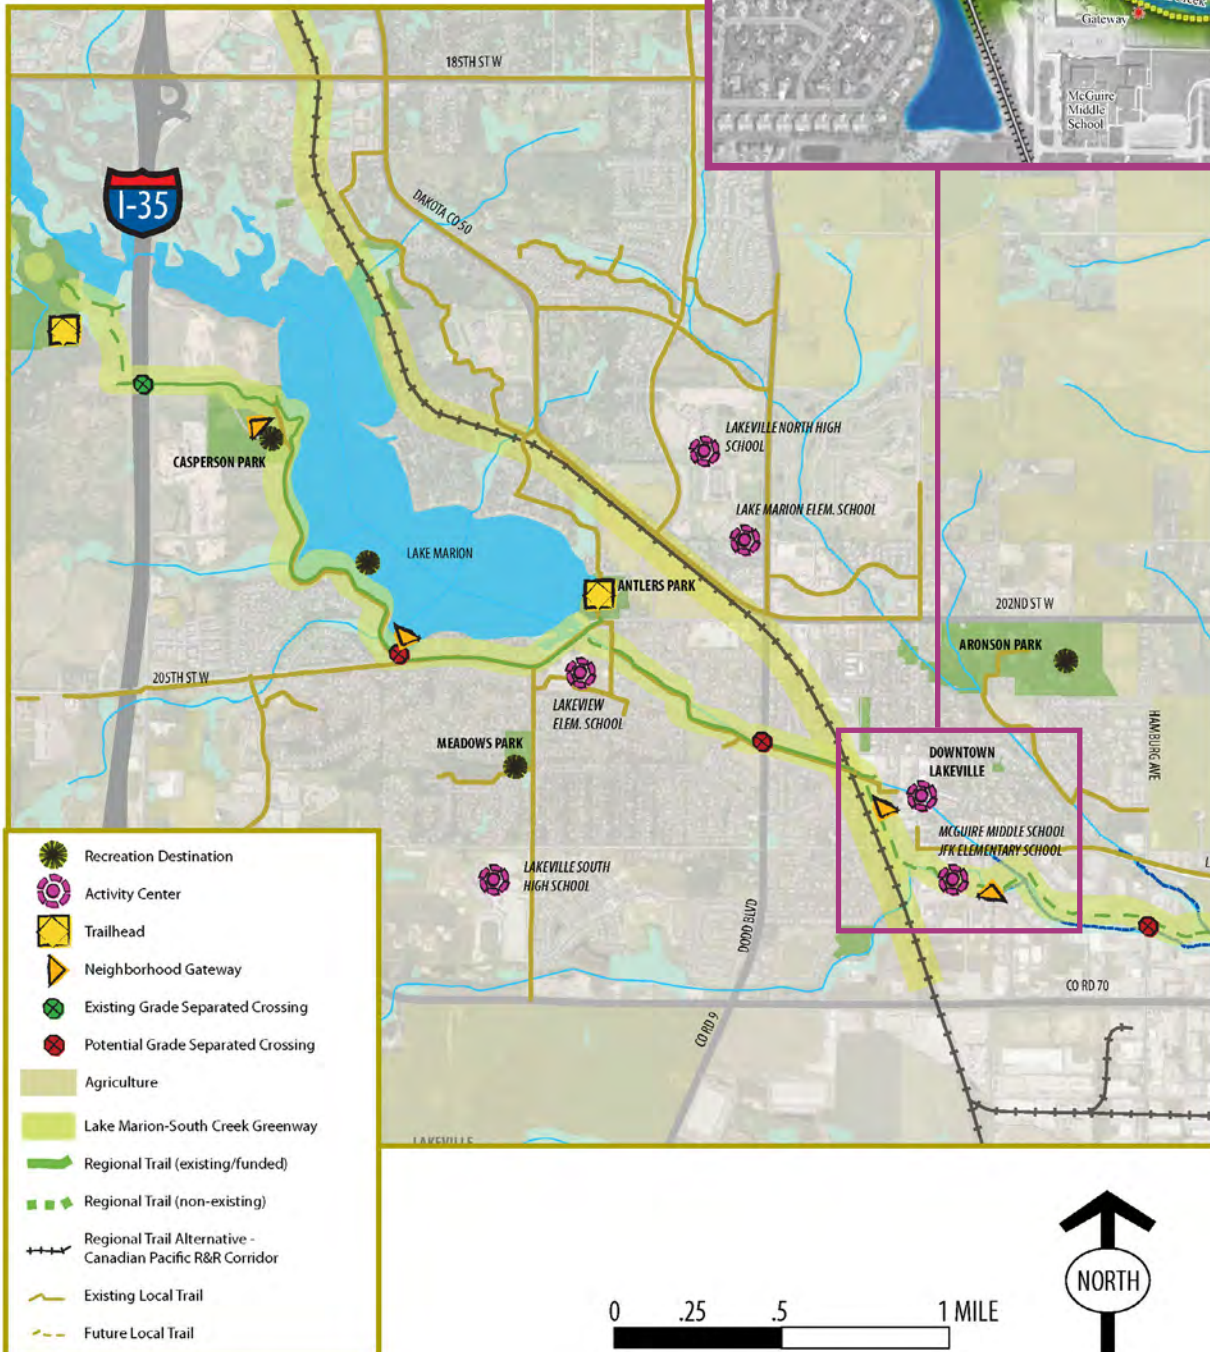 Creek
Gateway
McGuire
Middle
School
185TH ST W
I-35
DAKOTA CO 50
LAKEVILLE NORTH HIGH
SCHOOL
CASPERSON PARK
LAKE MARION ELEM. SCHOOL
LAKE MARION
ANTLERS PARK
202ND ST W
ARONSON PARK
205TH ST W
LAKEVIEW
ELEM. SCHOOL
HAMBURG AVE
MEADOWS PARK
DOWNTOWN
LAKEVILLE
MCGUIRE MIDDLE SCHOOL
JFK ELEMENTARY SCHOOL
LAKEVILLE SOUTH
HIGH SCHOOL
DODD BLVD
CO RD 70
CO RD 9
LAKEVILLE
Recreation Destination
Activity Center
Trailhead
Neighborhood Gateway
Existing Grade Separated Crossing
Potential Grade Separated Crossing
Agriculture
Lake Marion-South Creek Greenway
Regional Trail (existing/funded)
Regional Trail (non-existing)
Regional Trail Alternative -
Canadian Pacific R&R Corridor
Existing Local Trail
Future Local Trail
0 .25 .5 1 MILE
NORTH